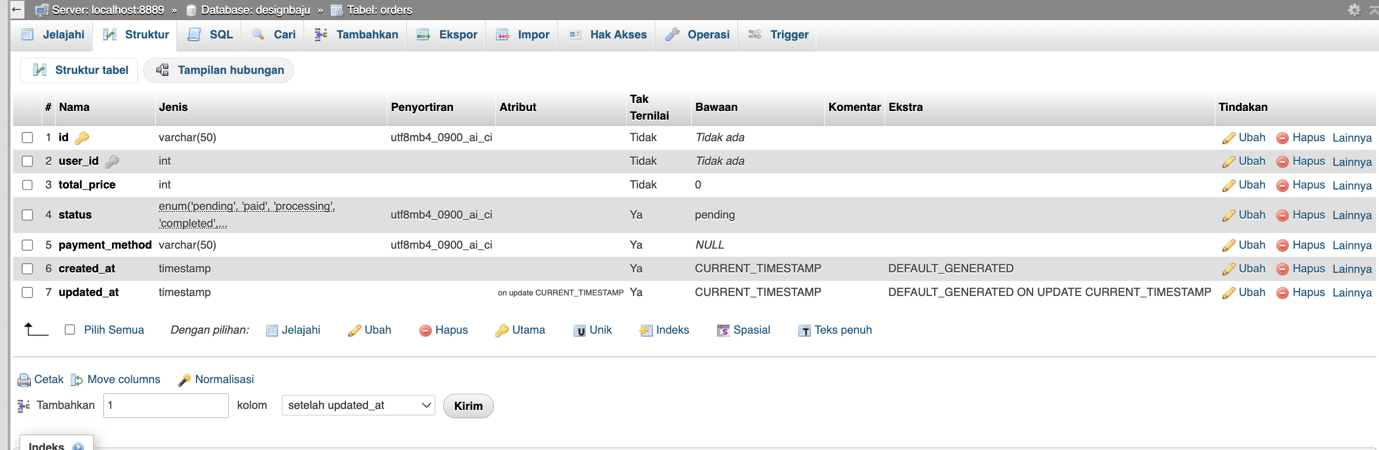 Server: localhost:8889 » Database: designbaju » Tabel: orders
Jelajahi Struktur SQL Cari Tambahkan Ekspor Impor Hak Akses Operasi Trigger
Struktur tabel Tampilan hubungan
# Nama Jenis Penyortiran Atribut Tak Ternilai Bawaan Komentar Ekstra Tindakan
1 id varchar(50) utf8mb4_0900_ai_ci Tidak Tidak ada Ubah Hapus Lainnya
2 user_id int Tidak Tidak ada Ubah Hapus Lainnya
3 total_price int Tidak 0 Ubah Hapus Lainnya
4 status enum('pending', 'paid', 'processing', 'completed',... utf8mb4_0900_ai_ci Ya pending Ubah Hapus Lainnya
5 payment_method varchar(50) utf8mb4_0900_ai_ci Ya NULL Ubah Hapus Lainnya
6 created_at timestamp Ya CURRENT_TIMESTAMP DEFAULT_GENERATED Ubah Hapus Lainnya
7 updated_at timestamp on update CURRENT_TIMESTAMP Ya CURRENT_TIMESTAMP DEFAULT_GENERATED ON UPDATE CURRENT_TIMESTAMP Ubah Hapus Lainnya
Pilih Semua Dengan pilihan: Jelajahi Ubah Hapus Utama Unik Indeks Spasial Teks penuh
Cetak Move columns Normalisasi
Tambahkan 1 kolom setelah updated_at Kirim
Indeks